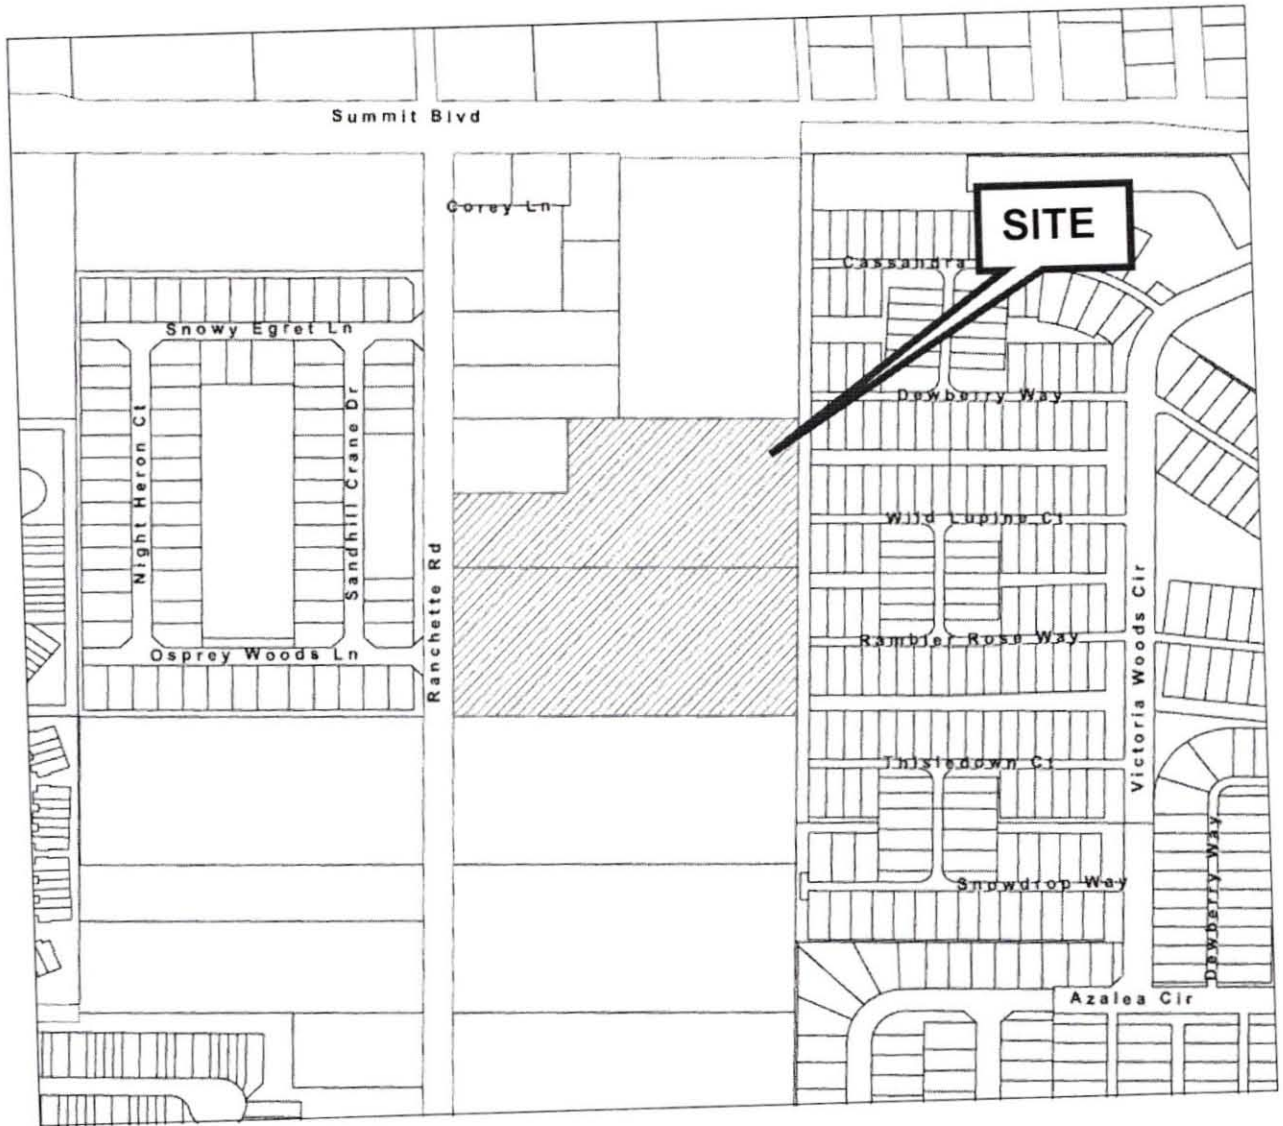 Summit Blvd
Corey Ln
SITE
Cassandra
Snowy Egret Ln
Dewberry Way
Night Heron Ct
Sandhill Crane Dr
Ranchette Rd
Wild Lupine Ct
Victoria Woods Cir
Rambler Rose Way
Osprey Woods Ln
Thistledown Ct
Snowdrop Way
Dewberry Way
Azalea Cir